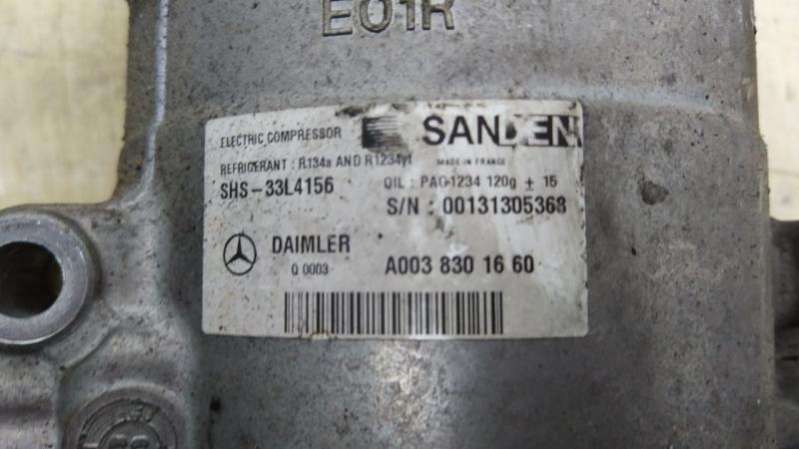 E01R
ELECTRIC COMPRESSOR
SANDEN
REFRIGERANT : R134a AND R1234yf
MADE IN FRANCE
SHS-33L4156
OIL : PAG 1234 120g ± 15
S/N : 00131305368
DAIMLER
Q 0003
A003 830 16 60